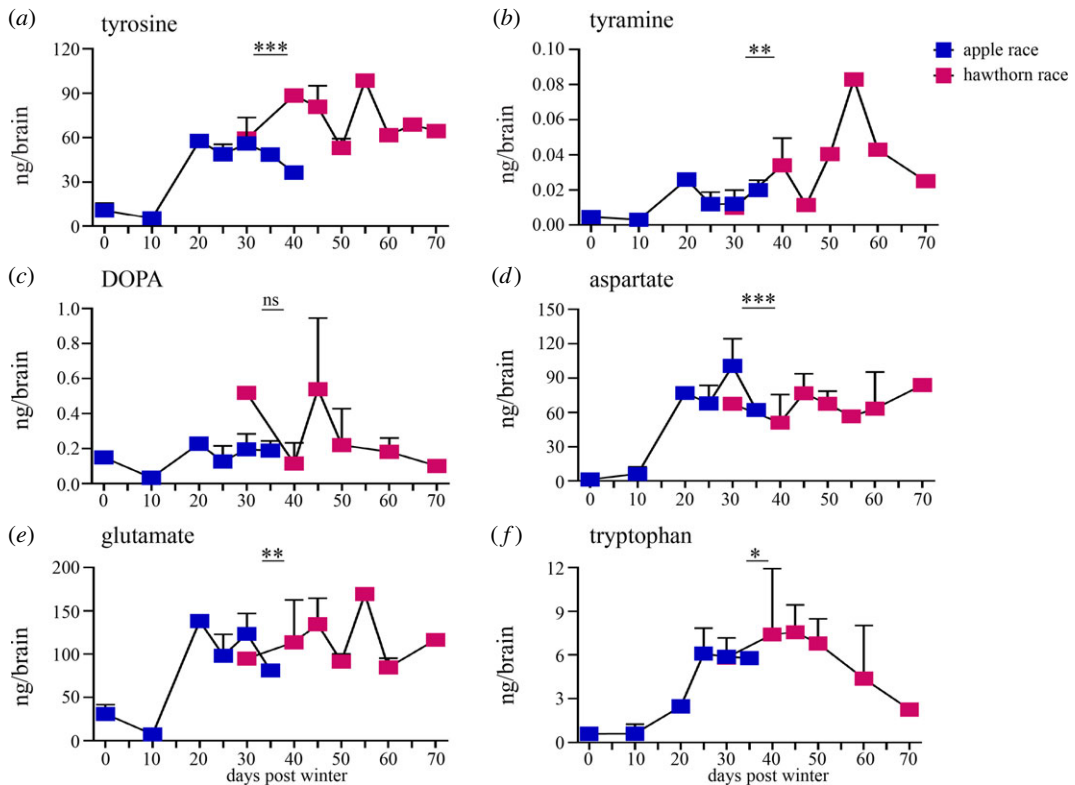 (a) tyrosine
***
120
90
60
30
0
ng/brain
0 10 20 30 40 50 60 70
(b) tyramine
**
0.10
0.08
0.06
0.04
0.02
0.00
ng/brain
0 10 20 30 40 50 60 70
apple race
hawthorn race
(c) DOPA
ns
1.0
0.8
0.6
0.4
0.2
0.0
ng/brain
0 10 20 30 40 50 60 70
(d) aspartate
***
150
120
90
60
30
0
ng/brain
0 10 20 30 40 50 60 70
(e) glutamate
**
200
150
100
50
0
ng/brain
0 10 20 30 40 50 60 70
days post winter
(f) tryptophan
*
12
9
6
3
0
ng/brain
0 10 20 30 40 50 60 70
days post winter